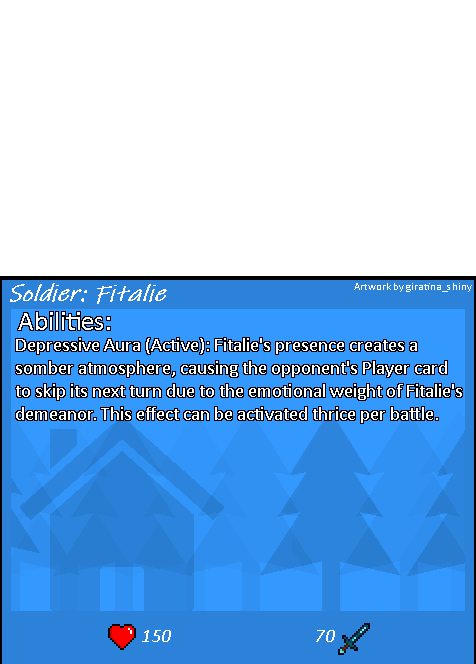 Soldier: Fitalie
Artwork by giratina_shiny
Abilities:
Depressive Aura (Active): Fitalie's presence creates a
somber atmosphere, causing the opponent's Player card
to skip its next turn due to the emotional weight of Fitalie's
demeanor. This effect can be activated thrice per battle.
150
70